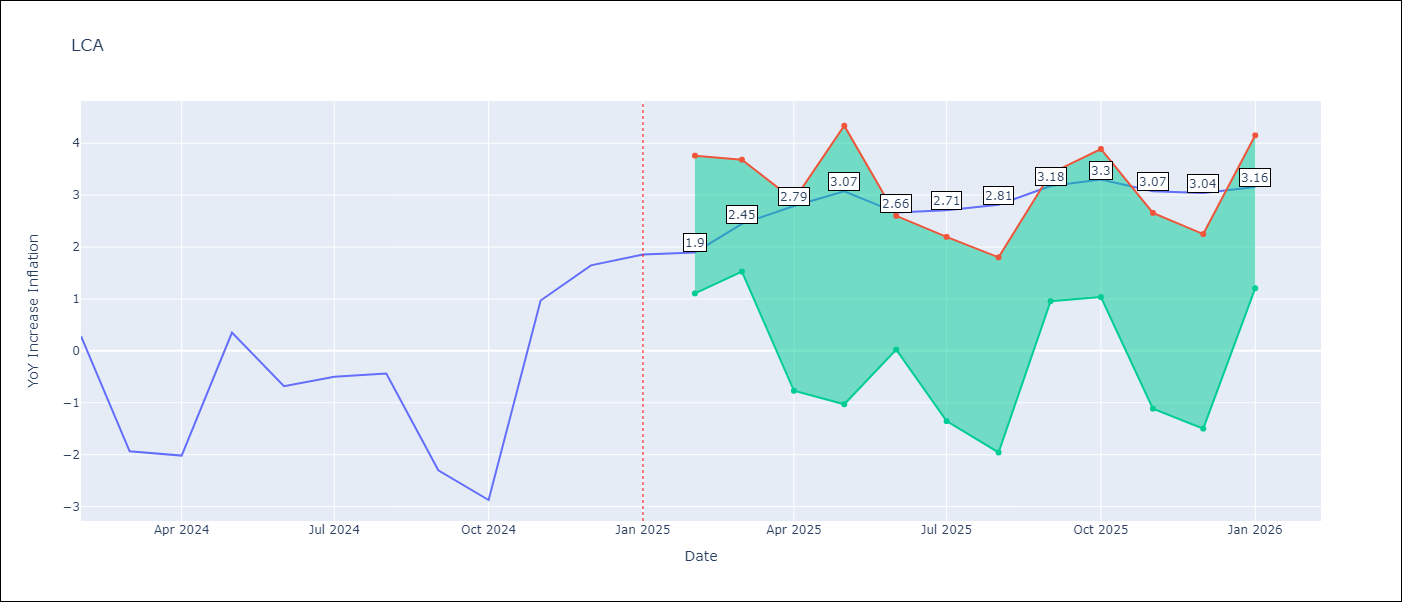 LCA
YoY Increase Inflation
4
3
2
1
0
−1
−2
−3
1.9
2.45
2.79
3.07
2.66
2.71
2.81
3.18
3.3
3.07
3.04
3.16
Apr 2024
Jul 2024
Oct 2024
Jan 2025
Apr 2025
Jul 2025
Oct 2025
Jan 2026
Date